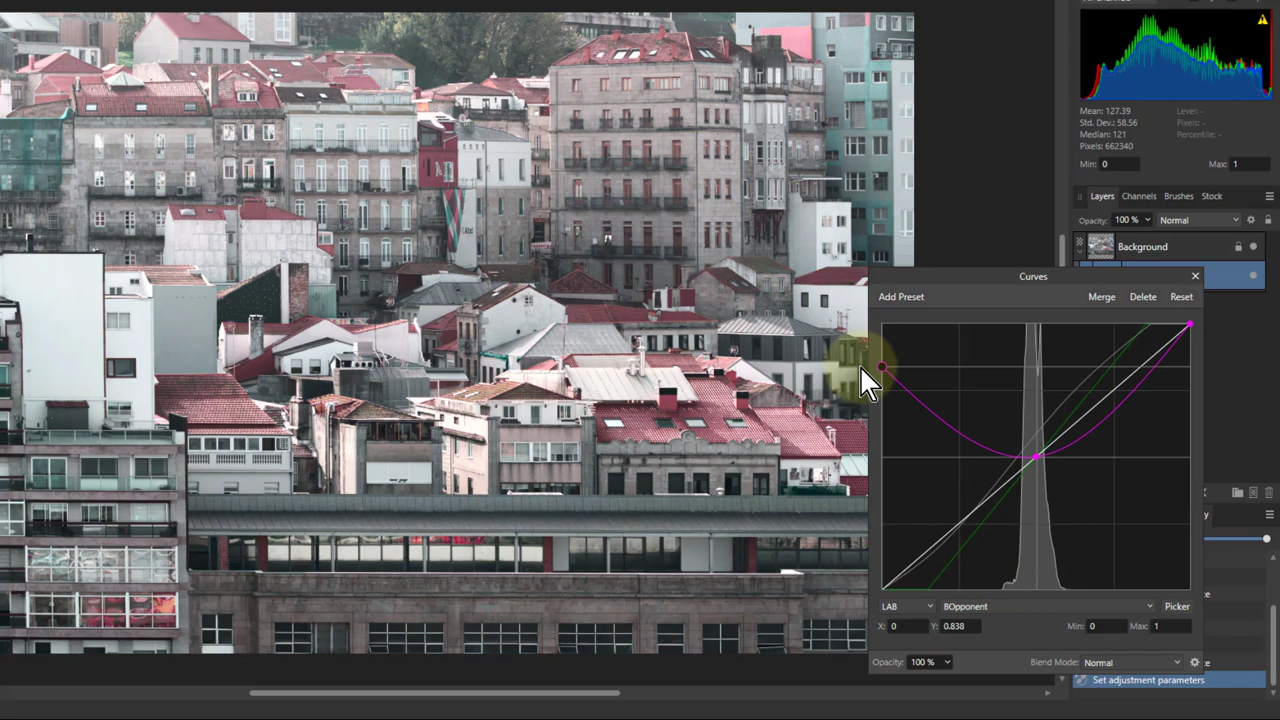 Mean: 127.39
Std. Dev.: 58.56
Median: 121
Pixels: 662340
Level: -
Pixels: -
Percentile: -
Min: 0
Max: 1
Layers Channels Brushes Stock
Opacity: 100 % Normal
Background
Curves
Add Preset Merge Delete Reset
LAB BOpponent Picker
X: 0 Y: 0.838 Min: 0 Max: 1
Opacity: 100 % Blend Mode: Normal
Set adjustment parameters